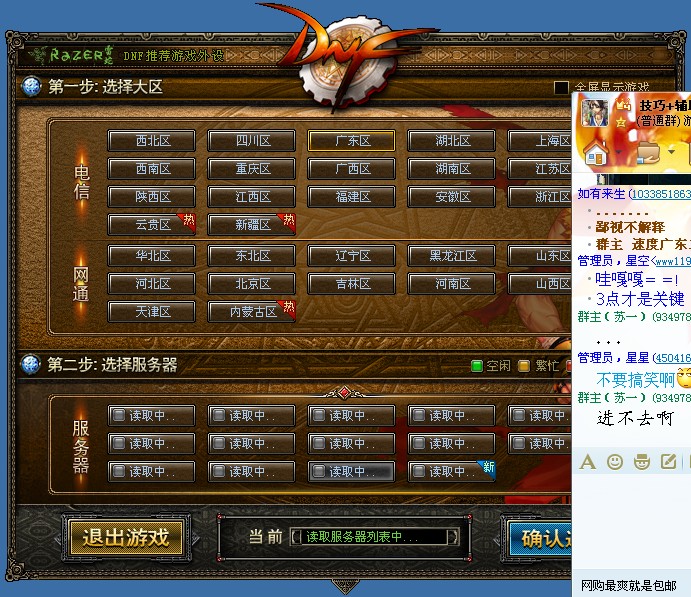 RAZER DNF推荐游戏外设
DNF
第一步:选择大区
全屏显示游戏
电信
西北区 四川区 广东区 湖北区 上海区
西南区 重庆区 广西区 湖南区 江苏区
陕西区 江西区 福建区 安徽区 浙江区
云贵区 热 新疆区 热
网通
华北区 东北区 辽宁区 黑龙江区 山东区
河北区 北京区 吉林区 河南区 山西区
天津区 内蒙古区 热
第二步:选择服务器
空闲 繁忙
服务器
读取中.. 读取中.. 读取中.. 读取中.. 读取中
读取中.. 读取中.. 读取中.. 读取中.. 读取中
读取中.. 读取中.. 读取中.. 读取中.. 新
退出游戏
当前
读取服务器列表中...
确认
技巧+辅
(普通群) 游
如有来生(1033851863
.......
鄙视不解释
群主 速度广东
管理员，星空<www119
哇嘎嘎= =!
3点才是关键
群主(苏一)(934978
...
管理员，星星(450416
不要搞笑啊
群主(苏一)(934978
进不去啊
网购最爽就是包邮